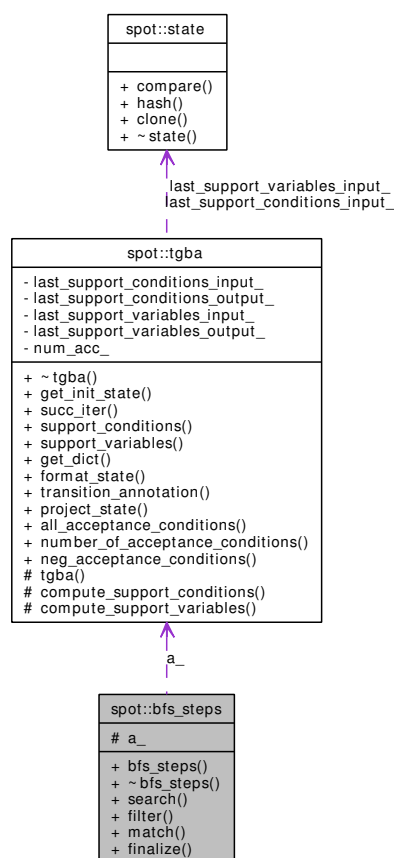 spot::state
+ compare()
+ hash()
+ clone()
+ ~state()
last_support_variables_input_
last_support_conditions_input_
spot::tgba
- last_support_conditions_input_
- last_support_conditions_output_
- last_support_variables_input_
- last_support_variables_output_
- num_acc_
+ ~tgba()
+ get_init_state()
+ succ_iter()
+ support_conditions()
+ support_variables()
+ get_dict()
+ format_state()
+ transition_annotation()
+ project_state()
+ all_acceptance_conditions()
+ number_of_acceptance_conditions()
+ neg_acceptance_conditions()
# tgba()
# compute_support_conditions()
# compute_support_variables()
a_
spot::bfs_steps
# a_
+ bfs_steps()
+ ~bfs_steps()
+ search()
+ filter()
+ match()
+ finalize()